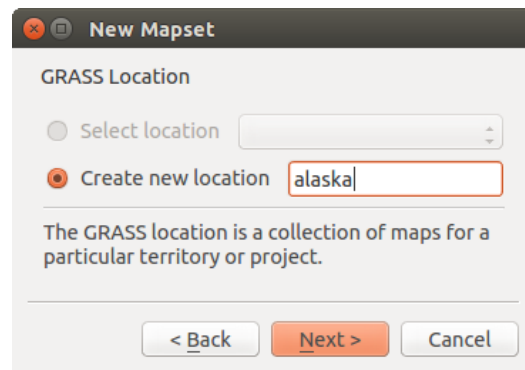 New Mapset
GRASS Location
Select location
Create new location alaska
The GRASS location is a collection of maps for a
particular territory or project.
< Back Next > Cancel